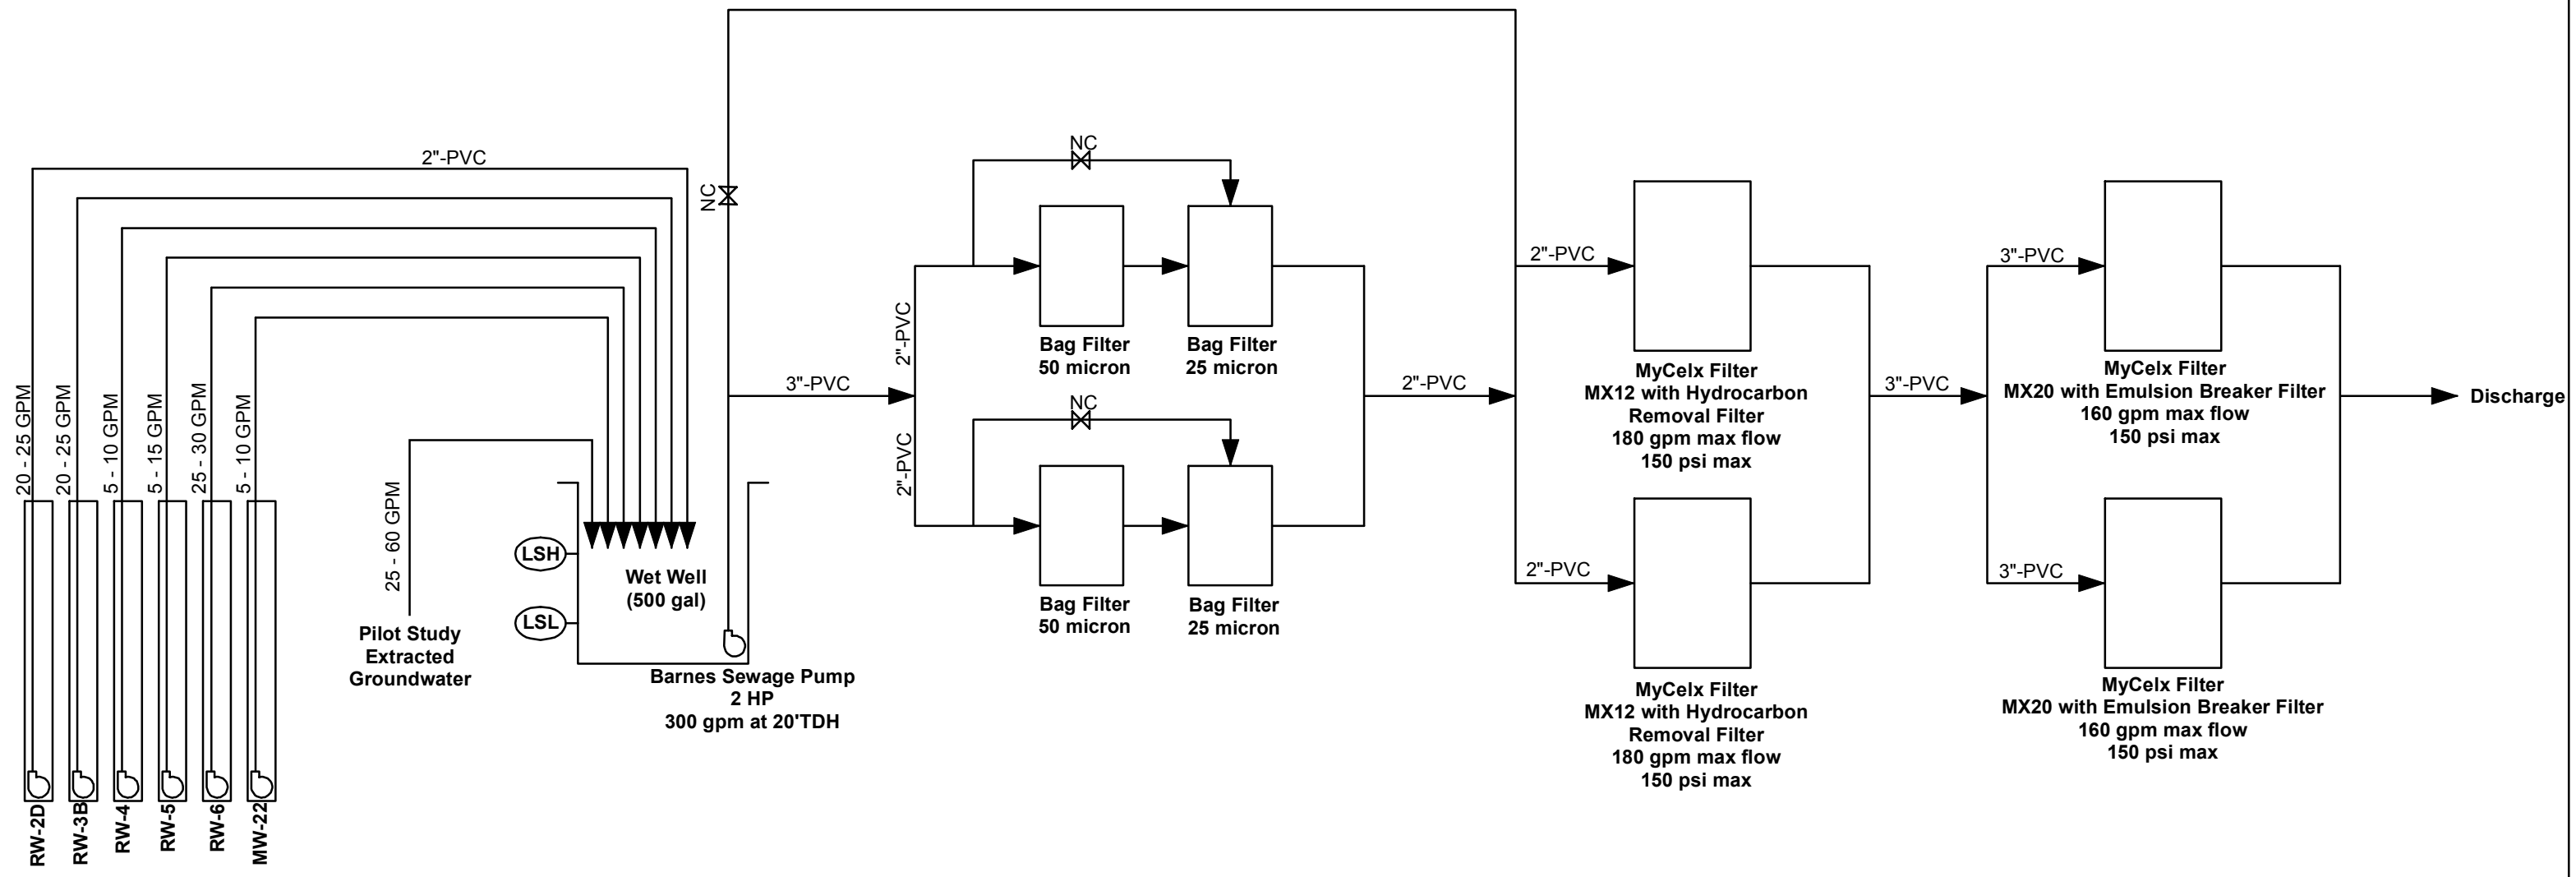 2"-PVC
NC
NC
2"-PVC
3"-PVC
Bag Filter
50 micron
Bag Filter
25 micron
2"-PVC
3"-PVC
2"-PVC
3"-PVC
MyCelx Filter
MX12 with Hydrocarbon
Removal Filter
180 gpm max flow
150 psi max
MyCelx Filter
MX20 with Emulsion Breaker Filter
160 gpm max flow
150 psi max
Discharge
20 - 25 GPM
20 - 25 GPM
5 - 10 GPM
5 - 15 GPM
25 - 30 GPM
5 - 10 GPM
25 - 60 GPM
NC
2"-PVC
2"-PVC
LSH
LSL
Wet Well
(500 gal)
Pilot Study
Extracted
Groundwater
Barnes Sewage Pump
2 HP
300 gpm at 20'TDH
Bag Filter
50 micron
Bag Filter
25 micron
2"-PVC
3"-PVC
MyCelx Filter
MX12 with Hydrocarbon
Removal Filter
180 gpm max flow
150 psi max
MyCelx Filter
MX20 with Emulsion Breaker Filter
160 gpm max flow
150 psi max
RW-2D
RW-3B
RW-4
RW-5
RW-6
MW-22